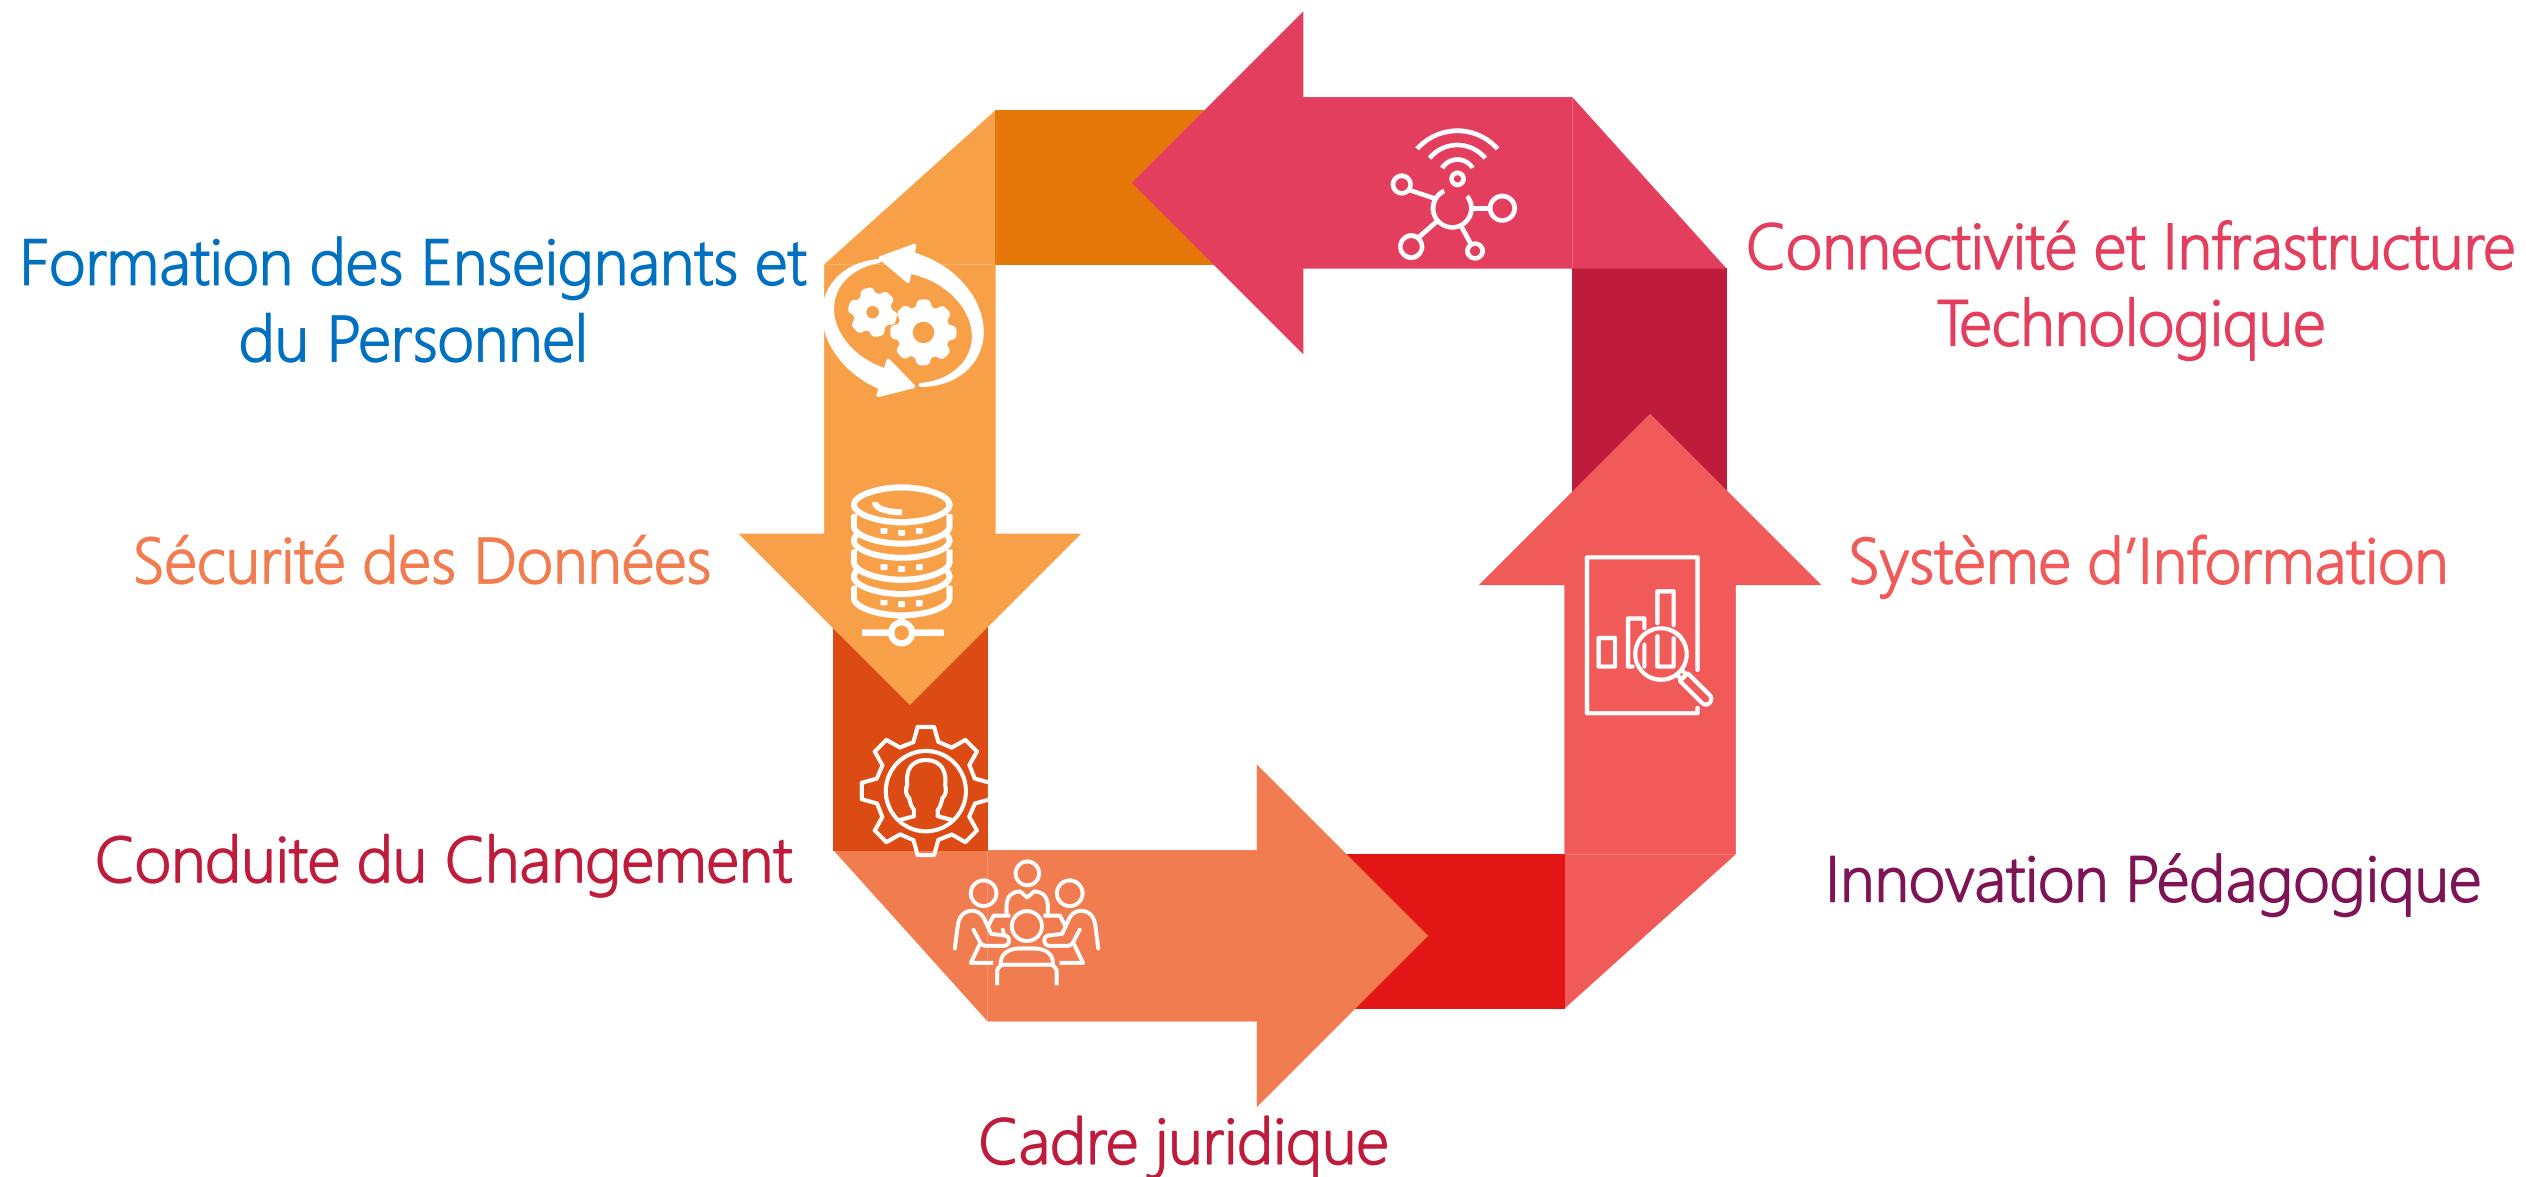 Formation des Enseignants et
du Personnel
Connectivité et Infrastructure
Technologique
Sécurité des Données
Système d’Information
Conduite du Changement
Innovation Pédagogique
Cadre juridique